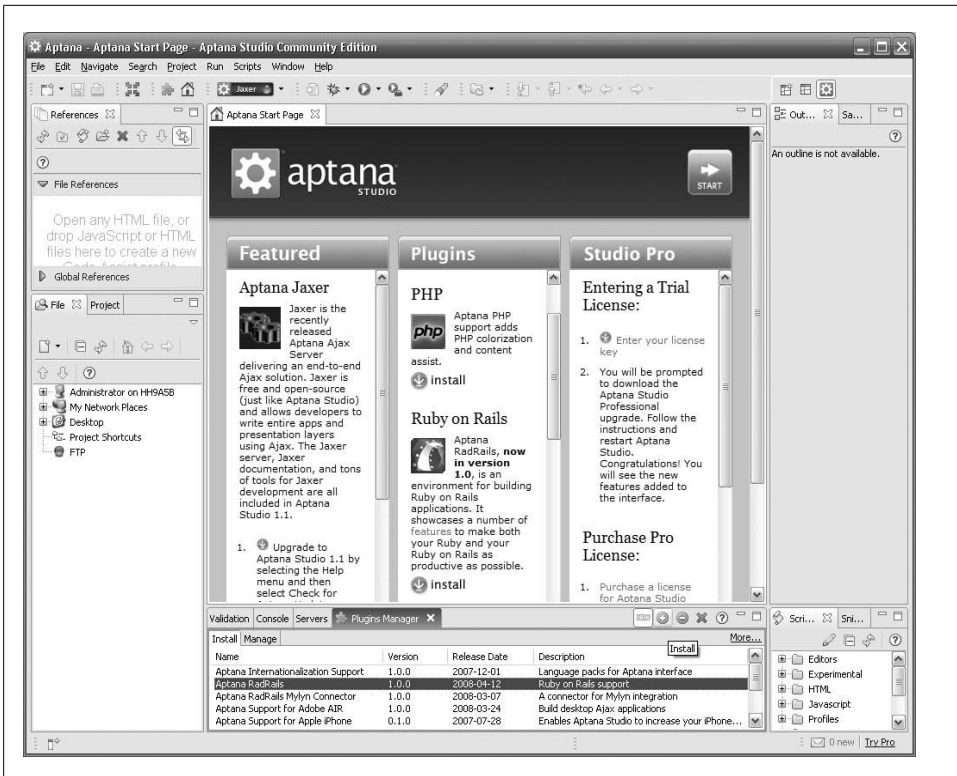 Aptana - Aptana Start Page - Aptana Studio Community Edition
File Edit Navigate Search Project Run Scripts Window Help
Jaxer
References
File References
Open any HTML file, or
drop JavaScript or HTML
files here to create a new
Global References
File Project
Administrator on HH9A5B
My Network Places
Desktop
Project Shortcuts
FTP
Aptana Start Page
aptana
STUDIO
START
Featured
Aptana Jaxer
Jaxer is the
recently
released
Aptana Ajax
Server
delivering an end-to-end
Ajax solution. Jaxer is
free and open-source
(just like Aptana Studio)
and allows developers to
write entire apps and
presentation layers
using Ajax. The Jaxer
server, Jaxer
documentation, and tons
of tools for Jaxer
development are all
included in Aptana
Studio 1.1.
1. Upgrade to
Aptana Studio 1.1 by
selecting the Help
menu and then
select Check for
Plugins
PHP
php
Aptana PHP
support adds
PHP colorization
and content
assist.
install
Ruby on Rails
Aptana
RadRails, now
in version
1.0, is an
environment for building
Ruby on Rails
applications. It
showcases a number of
features to make both
your Ruby and your
Ruby on Rails as
productive as possible.
install
Studio Pro
Entering a Trial
License:
1. Enter your license
key
2. You will be prompted
to download the
Aptana Studio
Professional
upgrade. Follow the
instructions and
restart Aptana
Studio.
Congratulations! You
will see the new
features added to
the interface.
Purchase Pro
License:
1. Purchase a license
for Aptana Studio
Out... Sa...
An outline is not available.
Validation Console Servers Plugins Manager
Install Manage More...
Install
Name Version Release Date Description
Aptana Internationalization Support 1.0.0 2007-12-01 Language packs for Aptana interface
Aptana RadRails 1.0.0 2008-04-12 Ruby on Rails support
Aptana RadRails Mylyn Connector 1.0.0 2008-03-07 A connector for Mylyn integration
Aptana Support for Adobe AIR 1.0.0 2008-03-24 Build desktop Ajax applications
Aptana Support for Apple iPhone 0.1.0 2007-07-28 Enables Aptana Studio to increase your iPhone...
Scri... Sni...
Editors
Experimental
HTML
Javascript
Profiles
0 new Try Pro